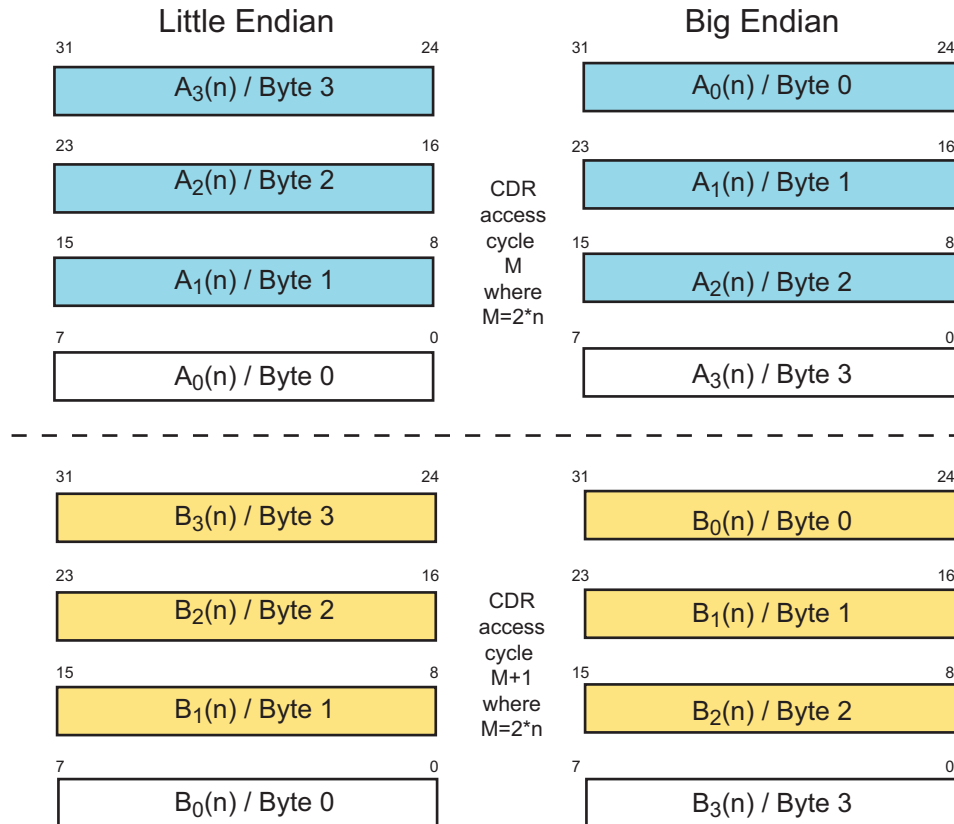 Little Endian Big Endian
31 24 31 24
A3(n) / Byte 3 A0(n) / Byte 0
23 16 23 16
A2(n) / Byte 2 A1(n) / Byte 1
CDR
access
cycle
M
where
M=2*n
15 8 15 8
A1(n) / Byte 1 A2(n) / Byte 2
7 0 7 0
A0(n) / Byte 0 A3(n) / Byte 3
31 24 31 24
B3(n) / Byte 3 B0(n) / Byte 0
23 16 23 16
B2(n) / Byte 2 B1(n) / Byte 1
CDR
access
cycle
M+1
where
M=2*n
15 8 15 8
B1(n) / Byte 1 B2(n) / Byte 2
7 0 7 0
B0(n) / Byte 0 B3(n) / Byte 3